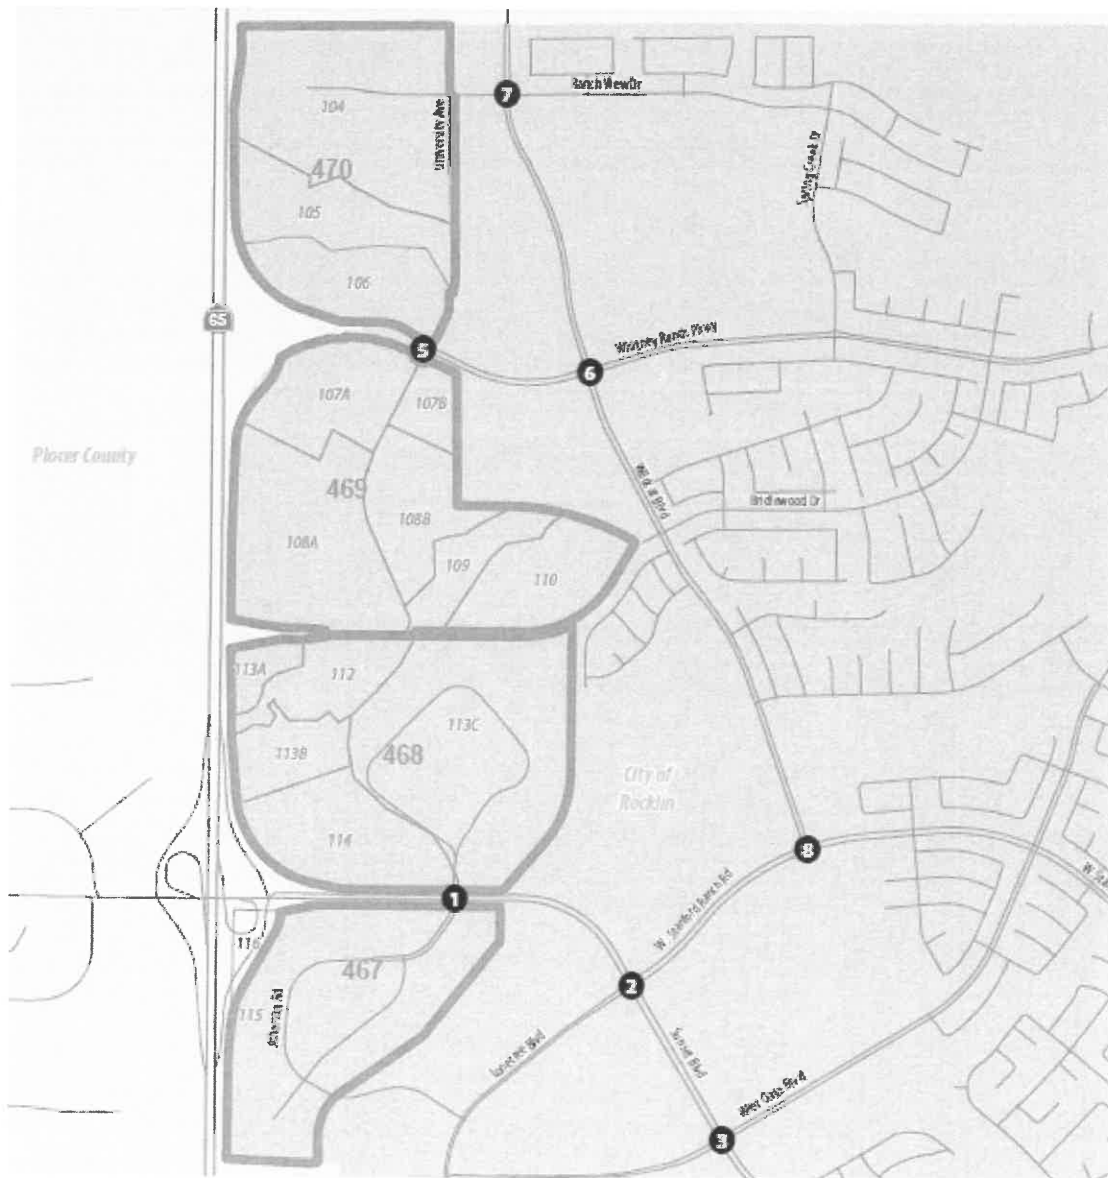 7
Ranch View Dr
University Ave
104
470
105
106
65
5
6
Whitney Ranch Pkwy
107A
107B
Placer County
469
108B
108A
109
110
Bridlewood Dr
113A
112
113C
113B
468
City of
Rocklin
114
8
1
W. Stanford Ranch Rd
116
467
115
2
Sunset Blvd
West Oaks Blvd
3